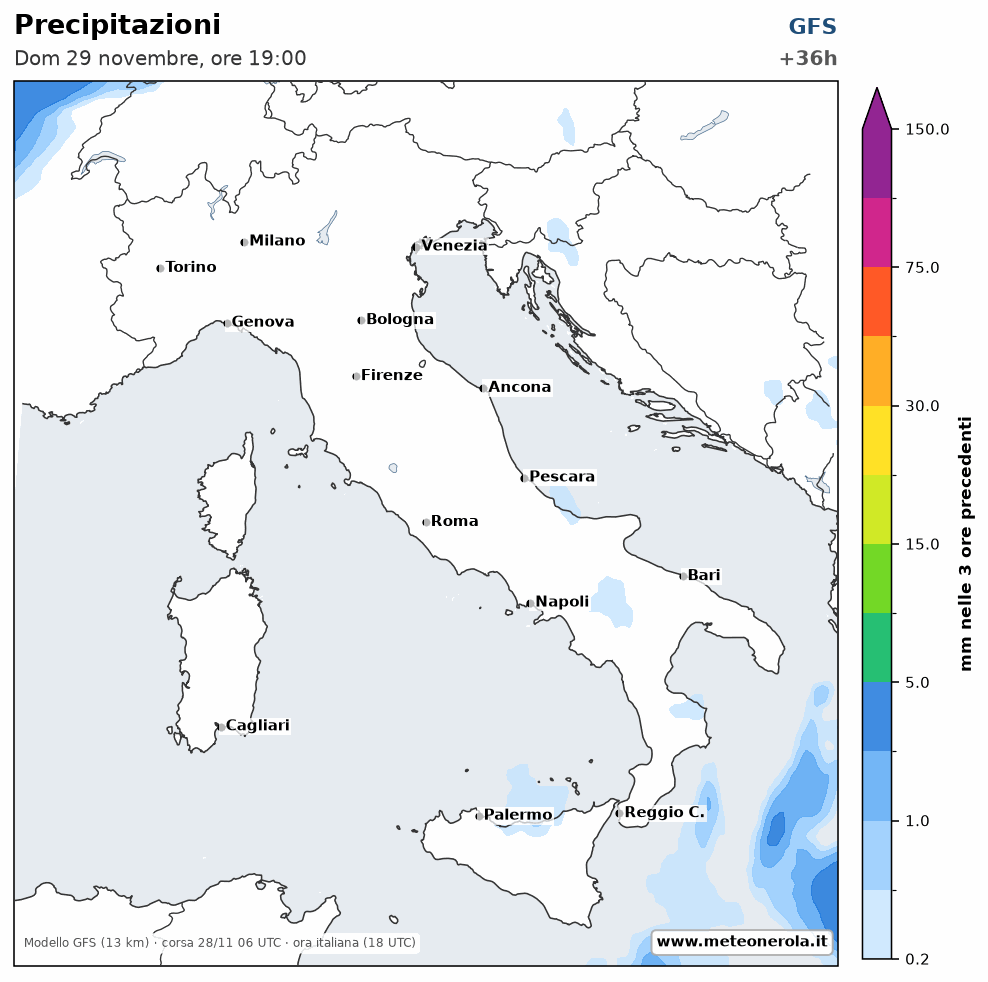 Precipitazioni
GFS
Dom 29 novembre, ore 19:00
+36h
150.0
75.0
30.0
15.0
5.0
1.0
0.2
mm nelle 3 ore precedenti
Milano
Venezia
Torino
Genova
Bologna
Firenze
Ancona
Pescara
Roma
Bari
Napoli
Cagliari
Palermo
Reggio C.
Modello GFS (13 km) · corsa 28/11 06 UTC · ora italiana (18 UTC)
www.meteonerola.it